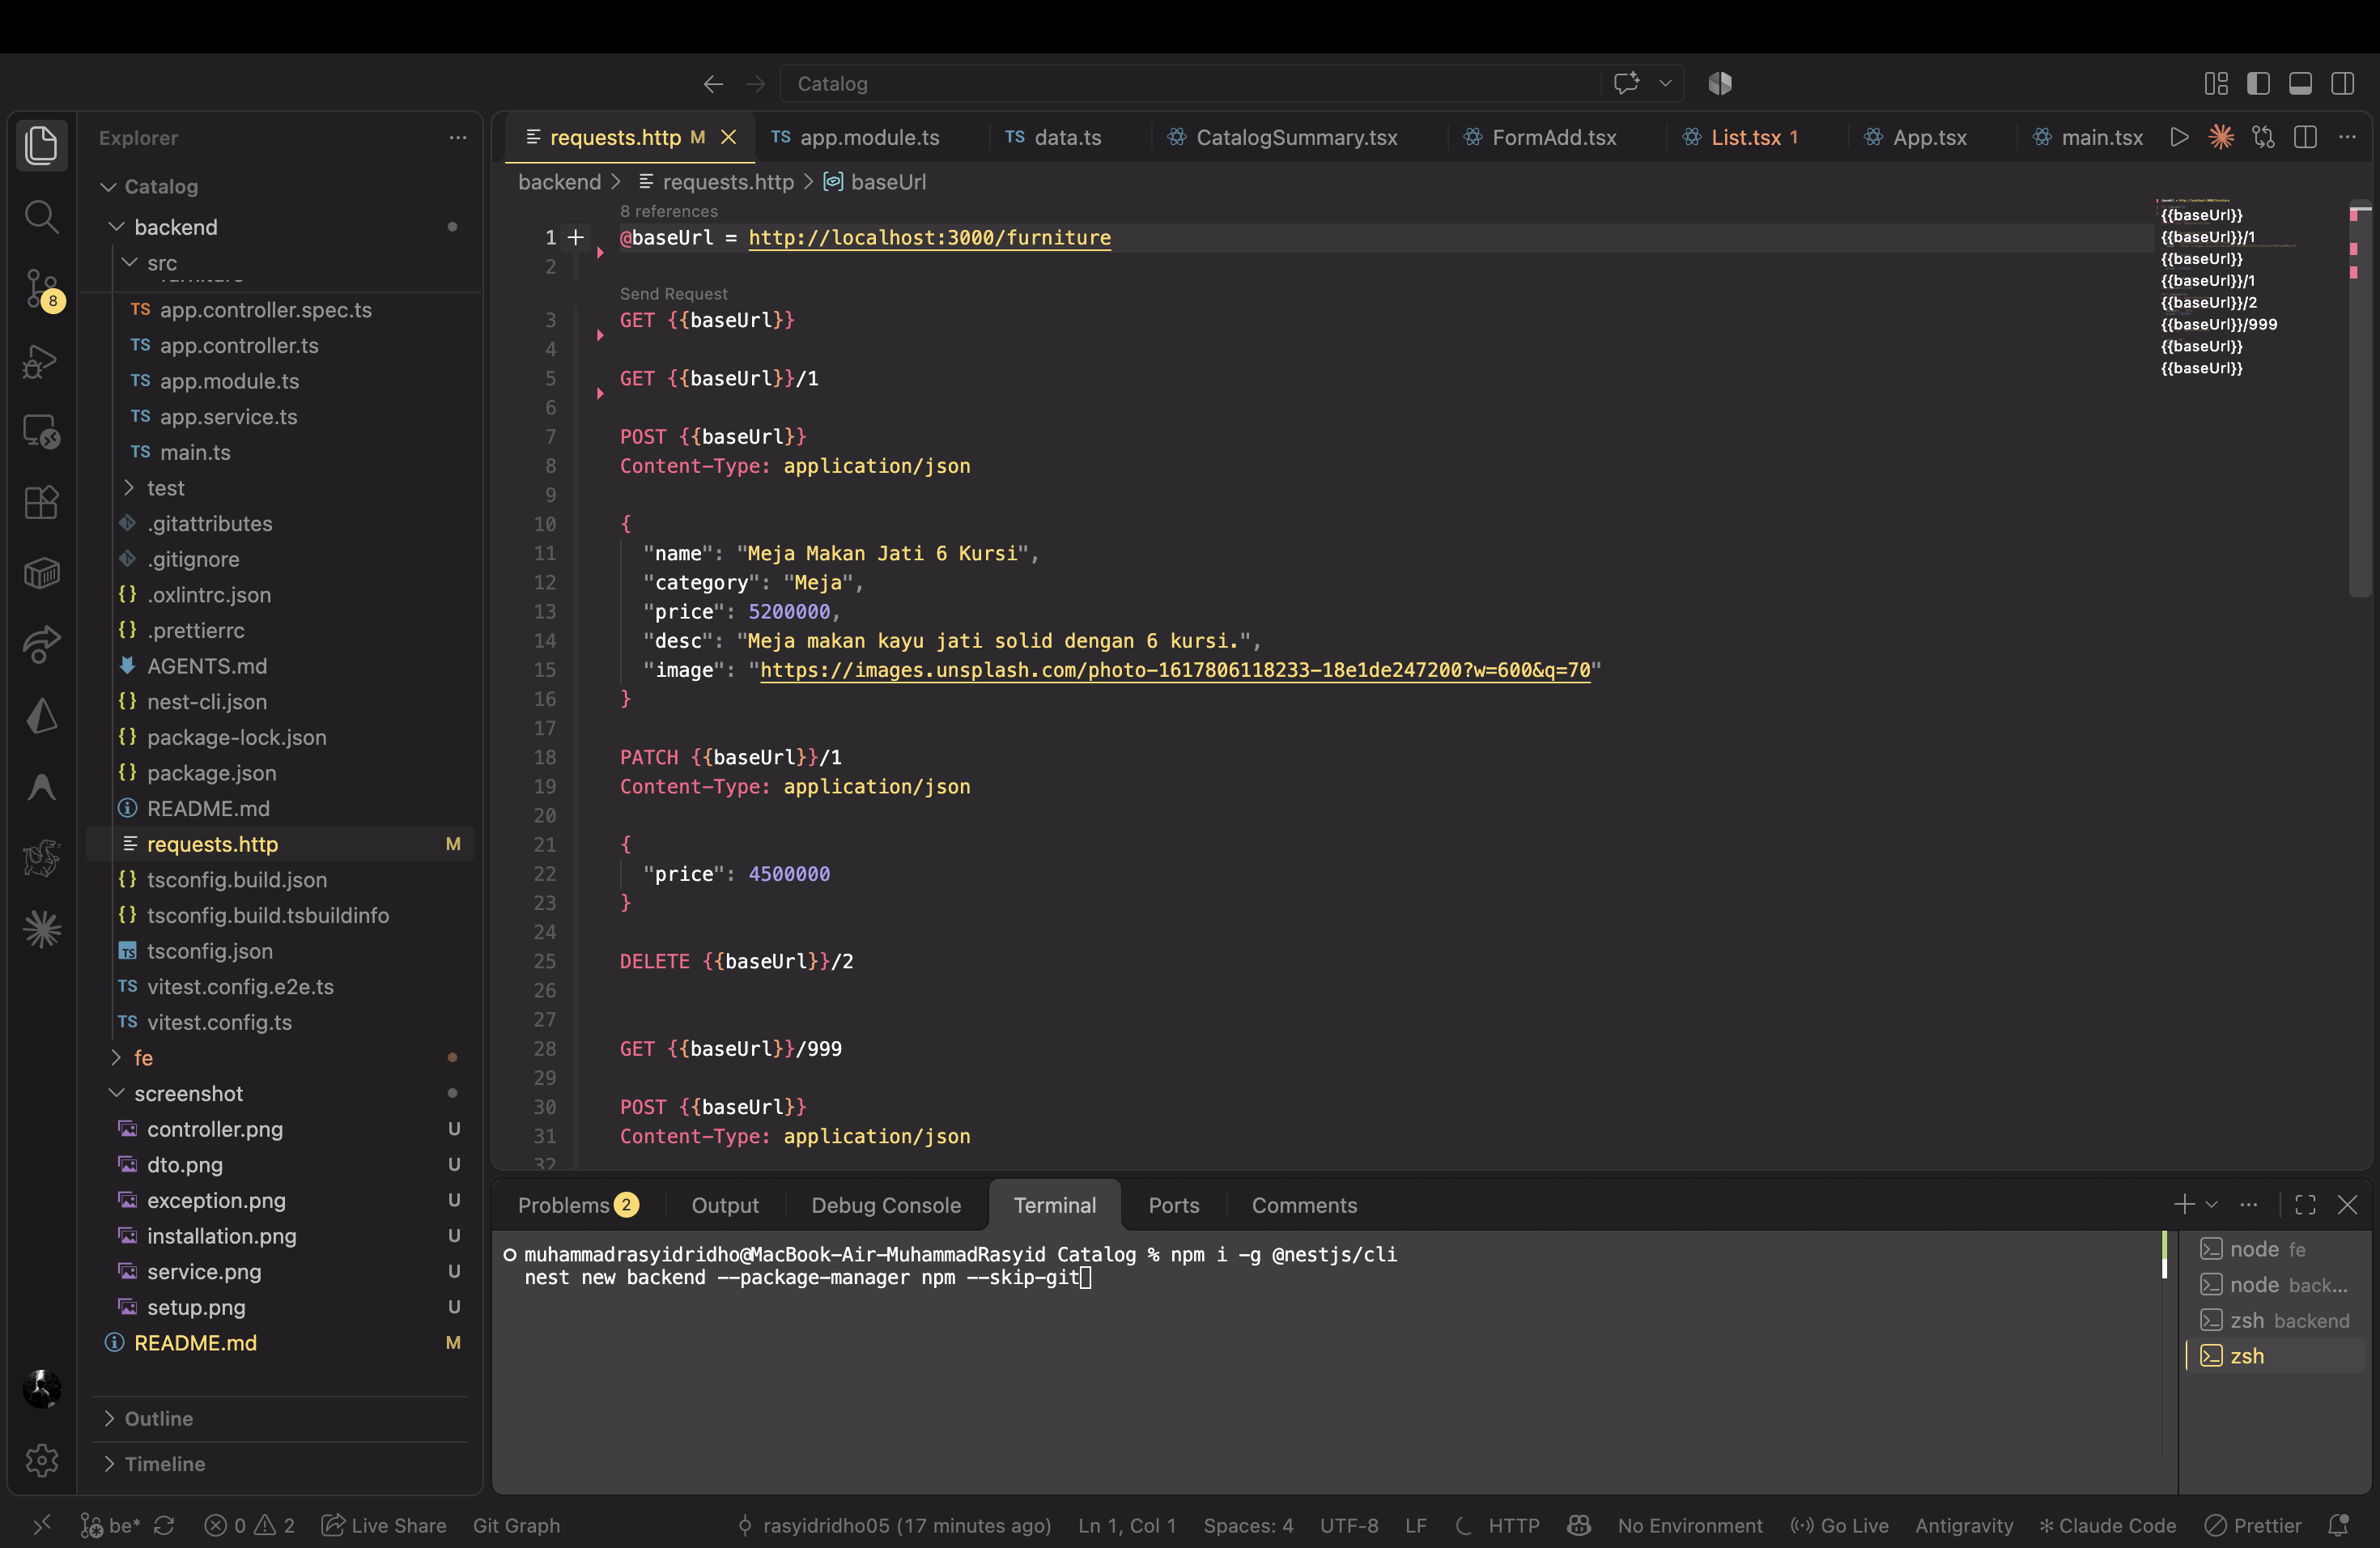 Catalog
Explorer
Catalog
backend
src
app.controller.spec.ts
app.controller.ts
app.module.ts
app.service.ts
main.ts
test
.gitattributes
.gitignore
.oxlintrc.json
.prettierrc
AGENTS.md
nest-cli.json
package-lock.json
package.json
README.md
requests.http M
tsconfig.build.json
tsconfig.build.tsbuildinfo
tsconfig.json
vitest.config.e2e.ts
vitest.config.ts
fe
screenshot
controller.png U
dto.png U
exception.png U
installation.png U
service.png U
setup.png U
README.md M
Outline
Timeline
8
requests.http M
TS app.module.ts
TS data.ts
CatalogSummary.tsx
FormAdd.tsx
List.tsx 1
App.tsx
main.tsx
backend > requests.http > baseUrl
8 references
1 @baseUrl = http://localhost:3000/furniture
2
Send Request
3 GET {{baseUrl}}
4
5 GET {{baseUrl}}/1
6
7 POST {{baseUrl}}
8 Content-Type: application/json
9
10 {
11 "name": "Meja Makan Jati 6 Kursi",
12 "category": "Meja",
13 "price": 5200000,
14 "desc": "Meja makan kayu jati solid dengan 6 kursi.",
15 "image": "https://images.unsplash.com/photo-1617806118233-18e1de247200?w=600&q=70"
16 }
17
18 PATCH {{baseUrl}}/1
19 Content-Type: application/json
20
21 {
22 "price": 4500000
23 }
24
25 DELETE {{baseUrl}}/2
26
27
28 GET {{baseUrl}}/999
29
30 POST {{baseUrl}}
31 Content-Type: application/json
32
{{baseUrl}}
{{baseUrl}}/1
{{baseUrl}}
{{baseUrl}}/1
{{baseUrl}}/2
{{baseUrl}}/999
{{baseUrl}}
{{baseUrl}}
Problems 2 Output Debug Console Terminal Ports Comments
muhammadrasyidridho@MacBook-Air-MuhammadRasyid Catalog % npm i -g @nestjs/cli
nest new backend --package-manager npm --skip-git
node fe
node back...
zsh backend
zsh
be* 0 2 Live Share Git Graph rasyidridho05 (17 minutes ago) Ln 1, Col 1 Spaces: 4 UTF-8 LF HTTP No Environment Go Live Antigravity Claude Code Prettier